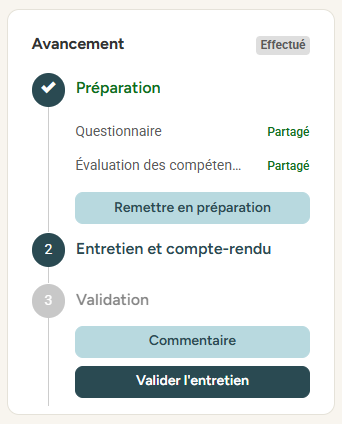 Avancement
Effectué
Préparation
Questionnaire
Partagé
Évaluation des compéten...
Partagé
Remettre en préparation
2
Entretien et compte-rendu
3
Validation
Commentaire
Valider l'entretien